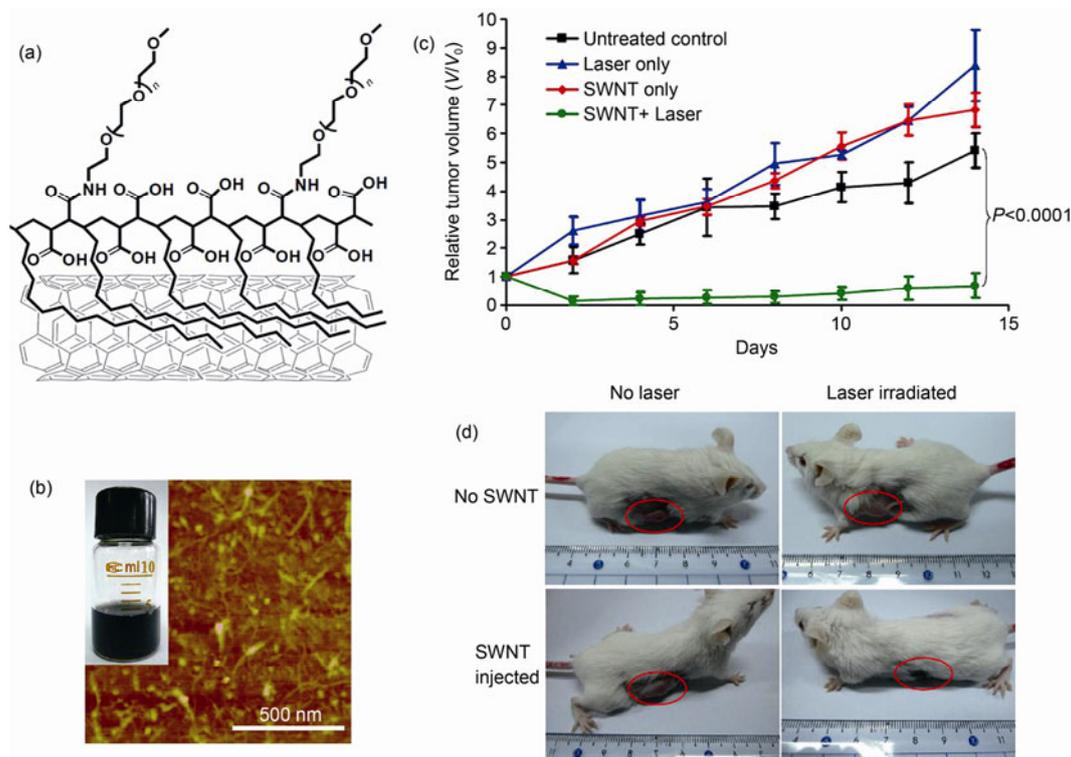 (a)
O
O
n
O
O
O
n
O
O NH O OH O OH O NH O OH
O OH O OH O OH O OH O OH
(b)
ml 10
500 nm
(c)
Relative tumor volume (V/V0)
10
9
8
7
6
5
4
3
2
1
0
Untreated control
Laser only
SWNT only
SWNT+ Laser
P<0.0001
0 5 10 15
Days
(d)
No laser
Laser irradiated
No SWNT
SWNT
injected